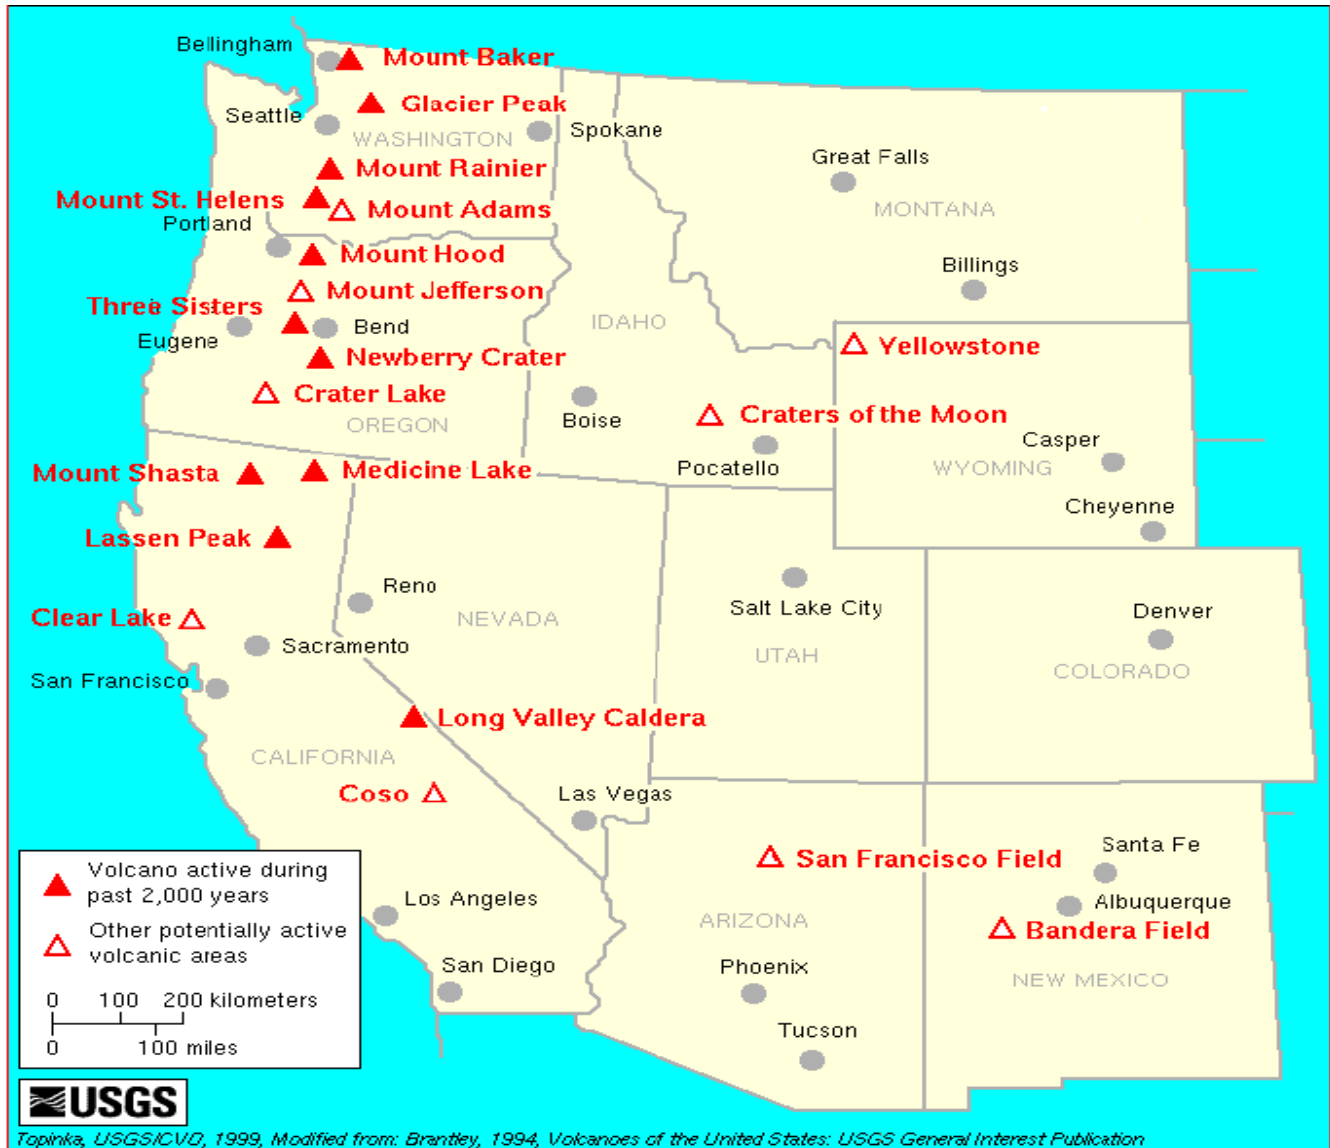 Bellingham
Mount Baker
Glacier Peak
Seattle
WASHINGTON
Spokane
Great Falls
Mount Rainier
Mount St. Helens
Mount Adams
MONTANA
Portland
Mount Hood
Billings
Mount Jefferson
Three Sisters
IDAHO
Bend
Eugene
Yellowstone
Newberry Crater
Crater Lake
Craters of the Moon
OREGON
Boise
Casper
Pocatello
WYOMING
Mount Shasta
Medicine Lake
Cheyenne
Lassen Peak
Reno
Salt Lake City
Denver
Clear Lake
NEVADA
Sacramento
UTAH
COLORADO
San Francisco
Long Valley Caldera
CALIFORNIA
Coso
Las Vegas
San Francisco Field
Santa Fe
Los Angeles
Albuquerque
ARIZONA
Bandera Field
San Diego
Phoenix
NEW MEXICO
Tucson
Volcano active during
past 2,000 years
Other potentially active
volcanic areas
0 100 200 kilometers
0 100 miles
USGS
Topinka, USGS/CVO, 1999, Modified from: Brantley, 1994, Volcanoes of the United States: USGS General Interest Publication